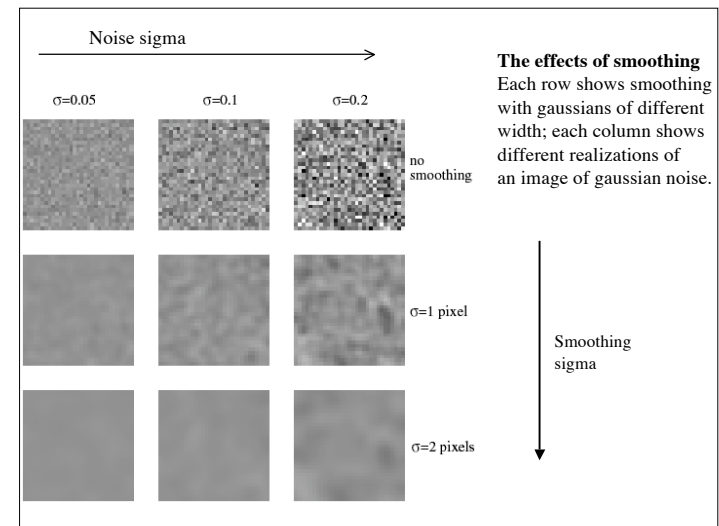 Noise sigma
σ=0.05 σ=0.1 σ=0.2
no
smoothing
σ=1 pixel
σ=2 pixels
The effects of smoothing
Each row shows smoothing
with gaussians of different
width; each column shows
different realizations of
an image of gaussian noise.
Smoothing
sigma